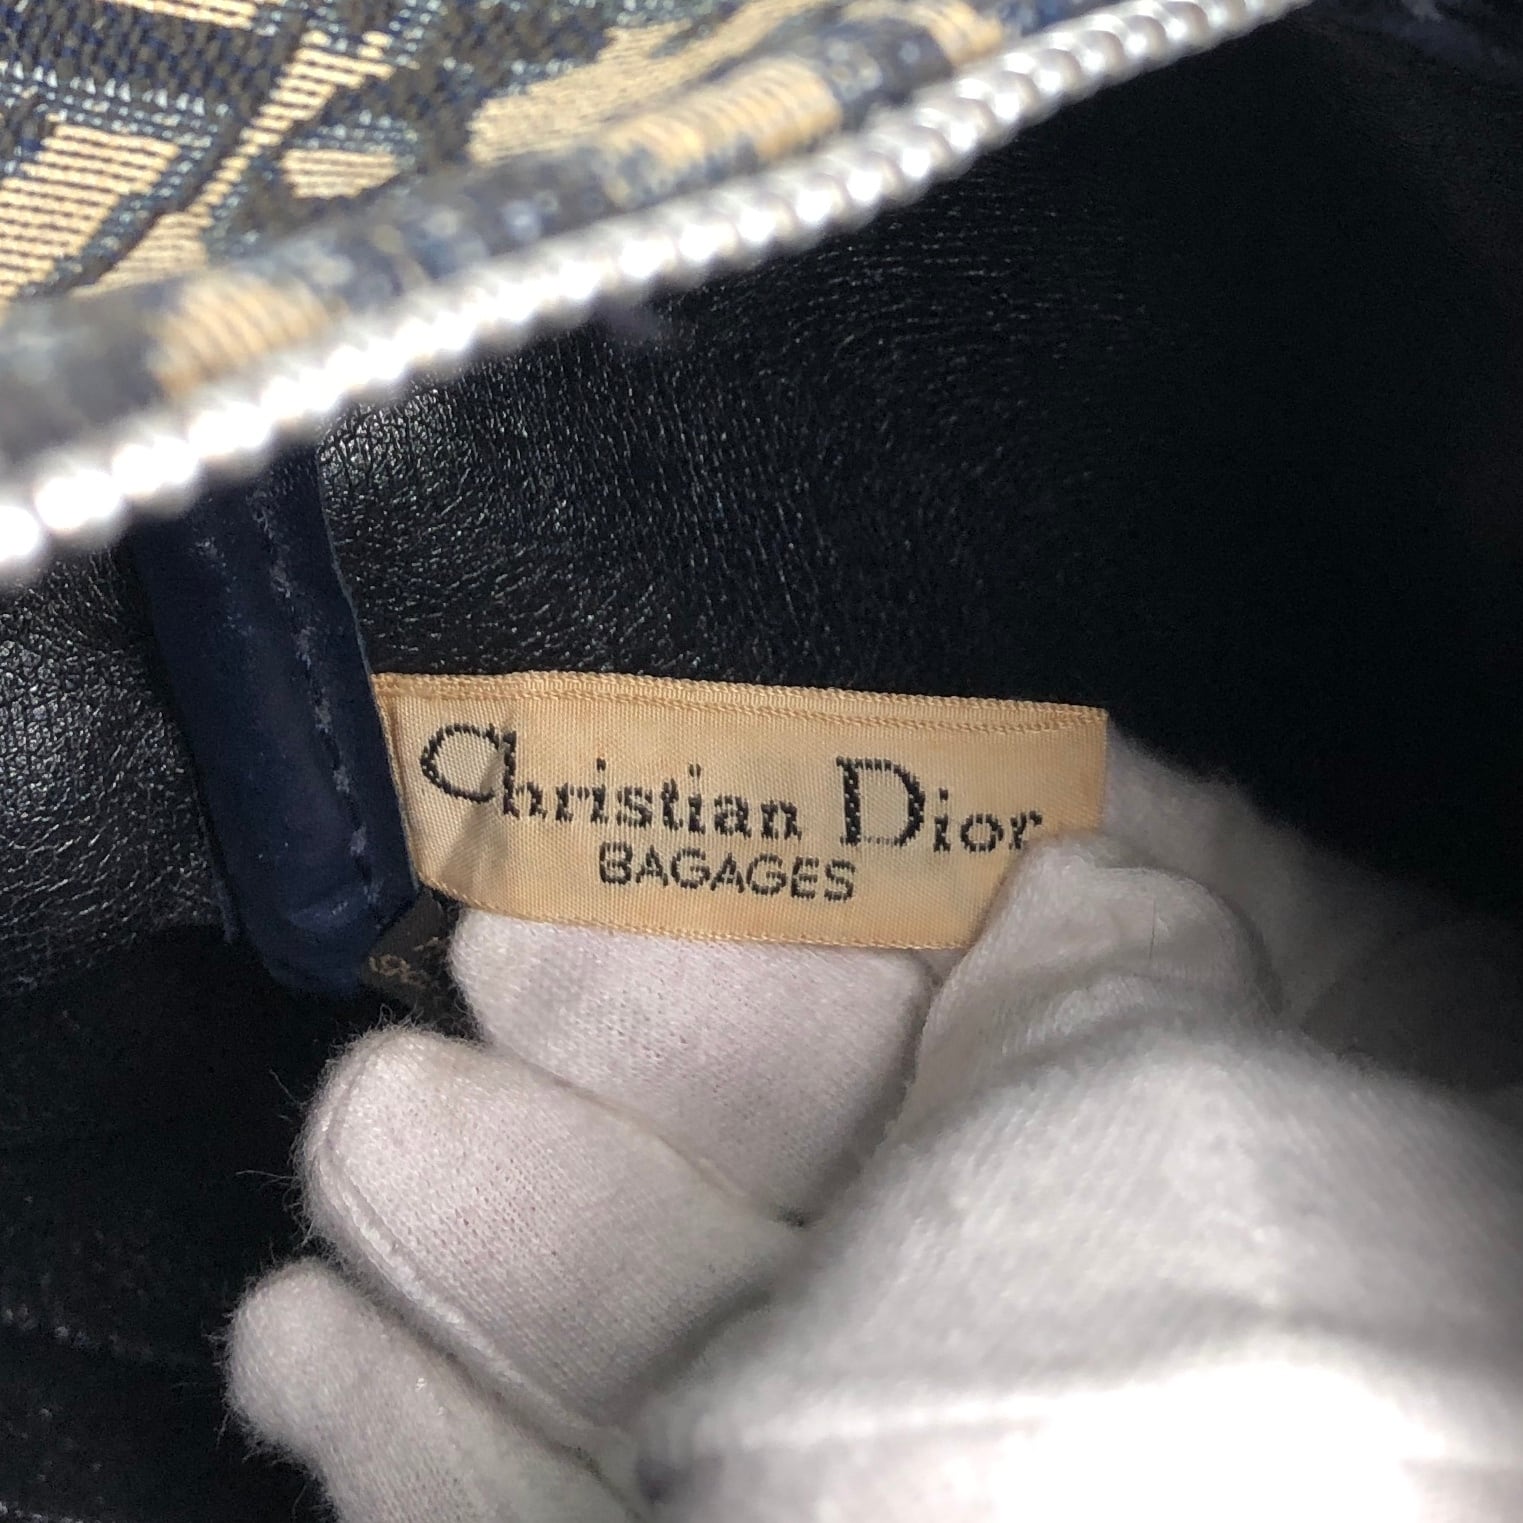 Christian Dior
BAGAGES